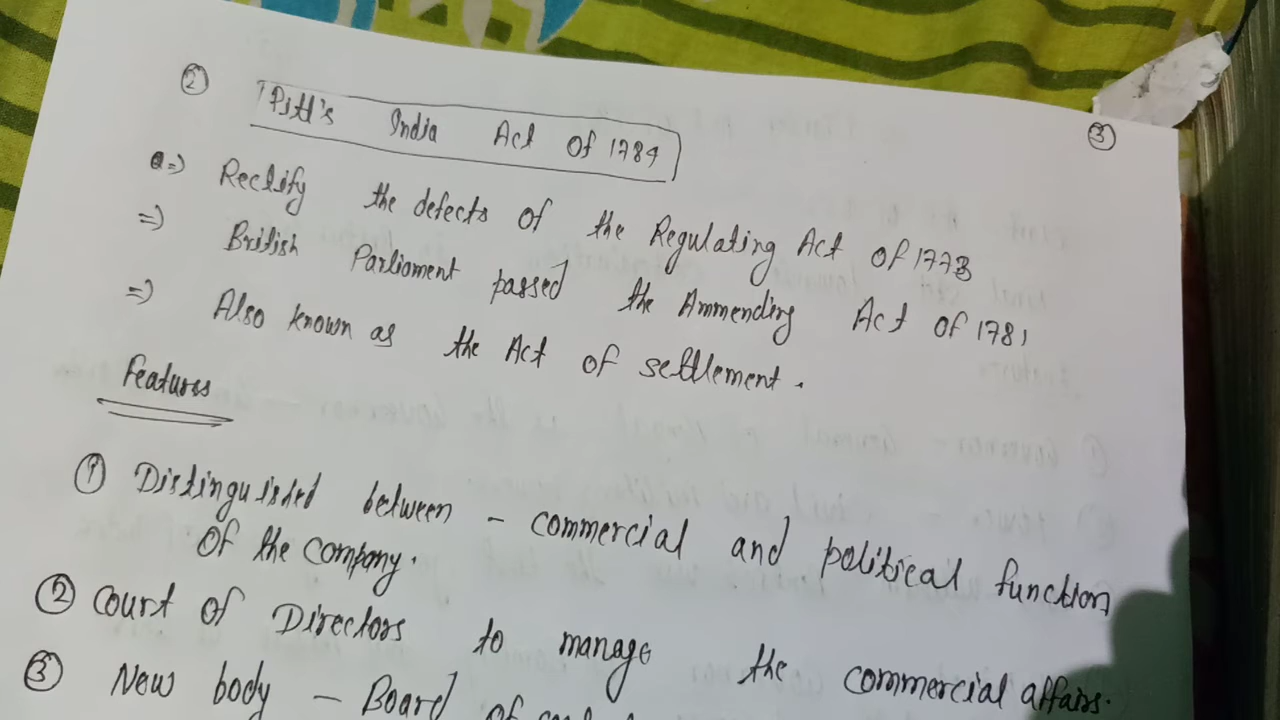 ② Pitt's India Act Of 1784
③
=) Rectify the defects of the Regulating Act of 1773
=) British Parliament passed the Ammending Act of 1781
=) Also known as the Act of settlement.
Features
① Distinguished between - commercial and political function
of the company.
② Court of Directors to manage the commercial affairs.
③ New body - Board of